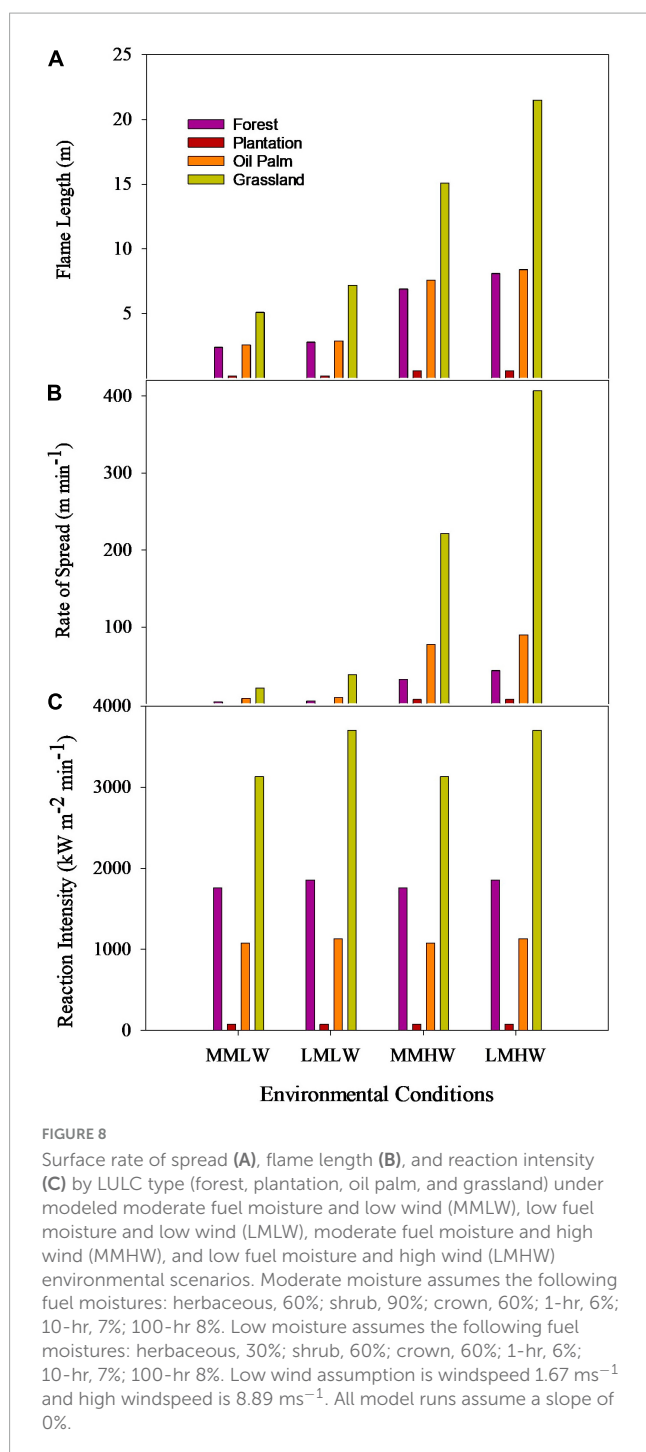 A
25
20
15
10
5
Flame Length (m)
Forest
Plantation
Oil Palm
Grassland
B
400
300
200
100
Rate of Spread (m min-1)
C
4000
3000
2000
1000
0
Reaction Intensity (kW m-2 min-1)
MMLW LMLW MMHW LMHW
Environmental Conditions
FIGURE 8
Surface rate of spread (A), flame length (B), and reaction intensity
(C) by LULC type (forest, plantation, oil palm, and grassland) under
modeled moderate fuel moisture and low wind (MMLW), low fuel
moisture and low wind (LMLW), moderate fuel moisture and high
wind (MMHW), and low fuel moisture and high wind (LMHW)
environmental scenarios. Moderate moisture assumes the following
fuel moistures: herbaceous, 60%; shrub, 90%; crown, 60%; 1-hr, 6%;
10-hr, 7%; 100-hr 8%. Low moisture assumes the following fuel
moistures: herbaceous, 30%; shrub, 60%; crown, 60%; 1-hr, 6%;
10-hr, 7%; 100-hr 8%. Low wind assumption is windspeed 1.67 ms−1
and high windspeed is 8.89 ms−1. All model runs assume a slope of
0%.